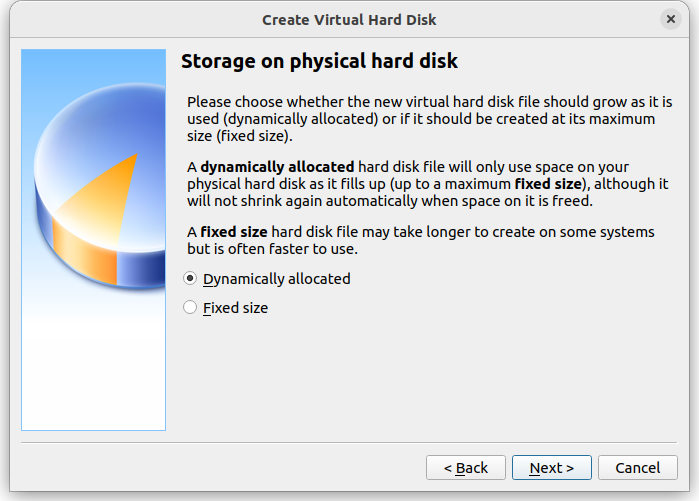 Create Virtual Hard Disk
Storage on physical hard disk
Please choose whether the new virtual hard disk file should grow as it is
used (dynamically allocated) or if it should be created at its maximum
size (fixed size).
A dynamically allocated hard disk file will only use space on your
physical hard disk as it fills up (up to a maximum fixed size), although it
will not shrink again automatically when space on it is freed.
A fixed size hard disk file may take longer to create on some systems
but is often faster to use.
Dynamically allocated
Fixed size
< Back
Next >
Cancel